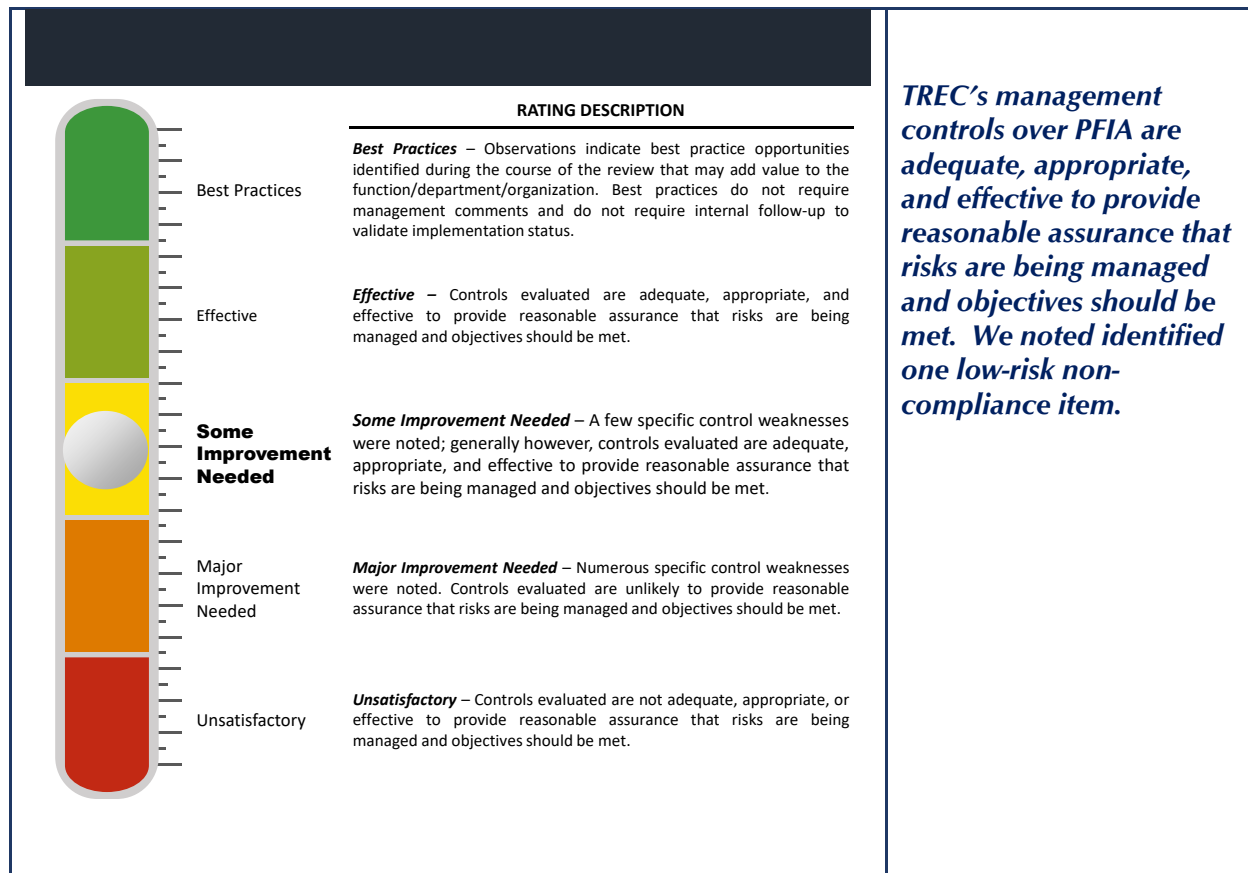 RATING DESCRIPTION
Best Practices
Best Practices – Observations indicate best practice opportunities
identified during the course of the review that may add value to the
function/department/organization. Best practices do not require
management comments and do not require internal follow-up to
validate implementation status.
Effective
Effective – Controls evaluated are adequate, appropriate, and
effective to provide reasonable assurance that risks are being
managed and objectives should be met.
Some
Improvement
Needed
Some Improvement Needed – A few specific control weaknesses
were noted; generally however, controls evaluated are adequate,
appropriate, and effective to provide reasonable assurance that
risks are being managed and objectives should be met.
Major
Improvement
Needed
Major Improvement Needed – Numerous specific control weaknesses
were noted. Controls evaluated are unlikely to provide reasonable
assurance that risks are being managed and objectives should be met.
Unsatisfactory
Unsatisfactory – Controls evaluated are not adequate, appropriate, or
effective to provide reasonable assurance that risks are being
managed and objectives should be met.
TREC's management
controls over PFIA are
adequate, appropriate,
and effective to provide
reasonable assurance that
risks are being managed
and objectives should be
met. We noted identified
one low-risk non-
compliance item.